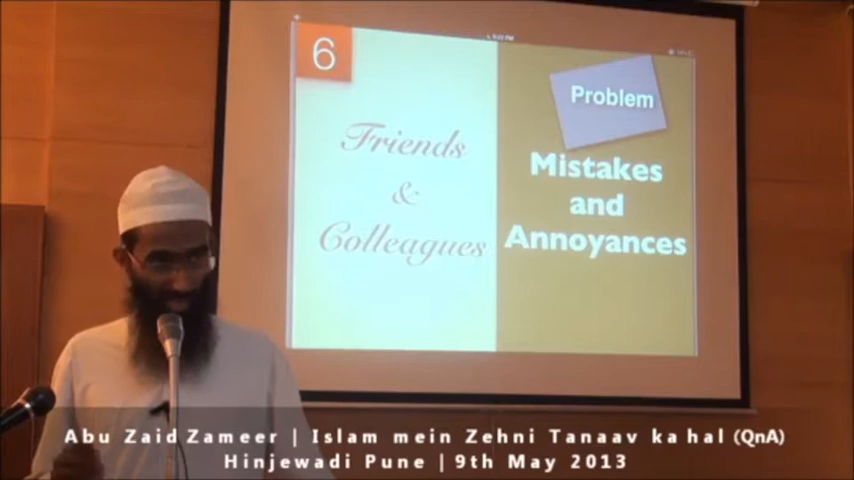 6
Friends
&
Colleagues
Problem
Mistakes
and
Annoyances
Abu Zaid Zameer | Islam mein Zehni Tanaav ka hal (QnA)
Hinjewadi Pune | 9th May 2013